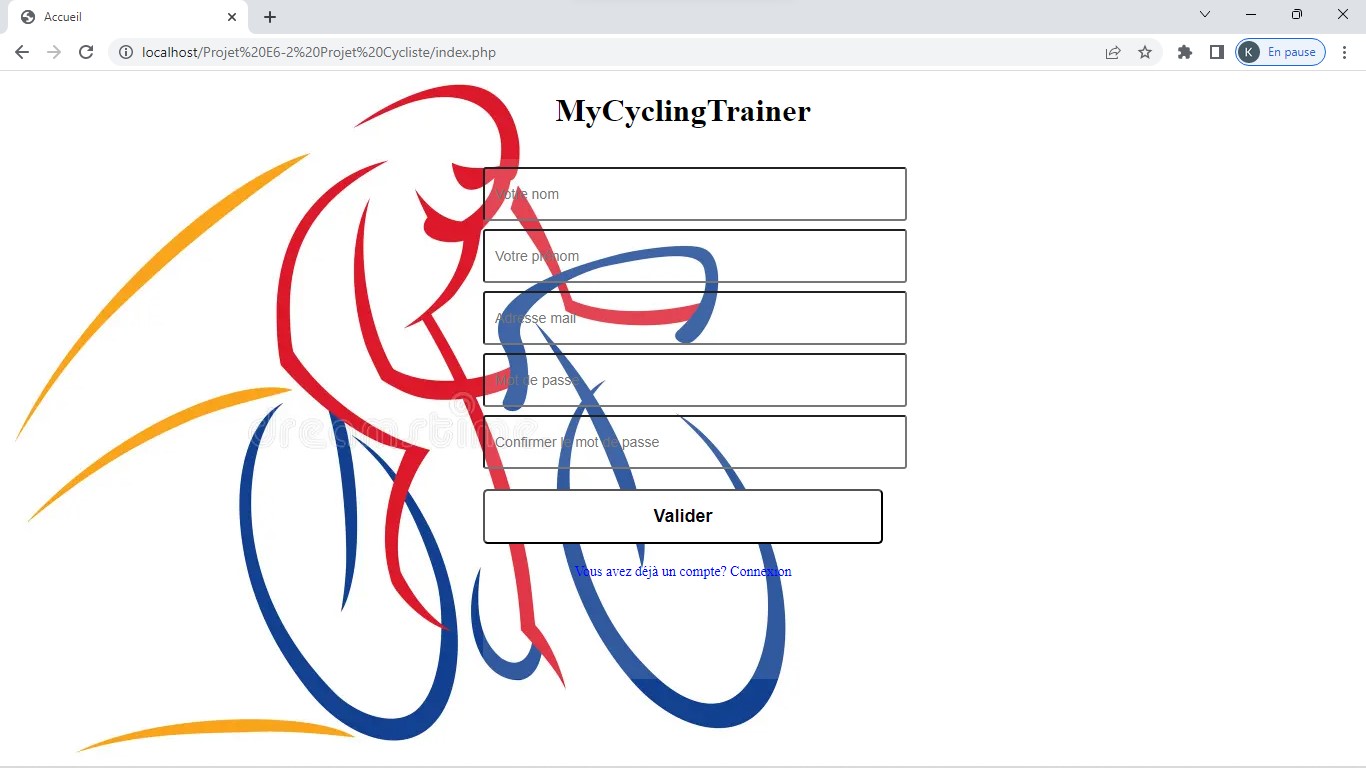 Accueil
localhost/Projet%20E6-2%20Projet%20Cycliste/index.php
K En pause
MyCyclingTrainer
Votre nom
Votre prénom
Adresse mail
Mot de passe
dreamstime
Confirmer le mot de passe
Valider
Vous avez déjà un compte? Connexion